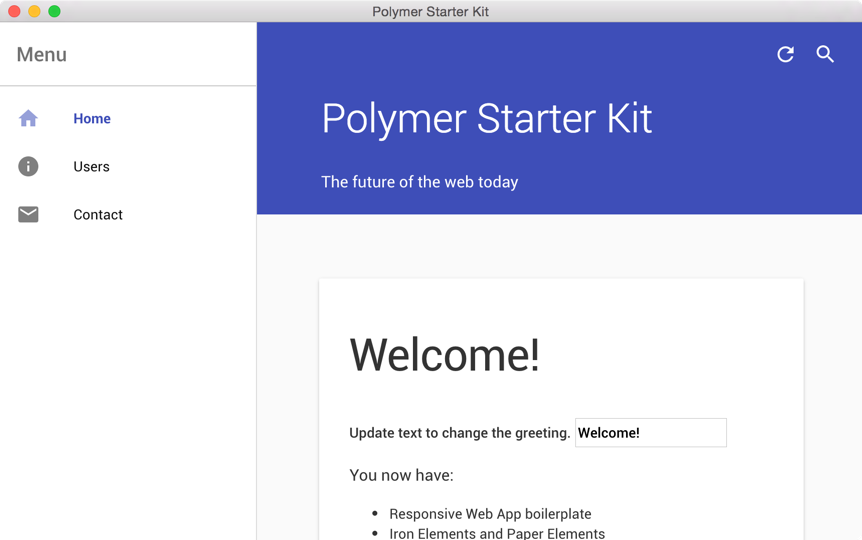 Polymer Starter Kit
Menu
Home
Users
Contact
Polymer Starter Kit
The future of the web today
Welcome!
Update text to change the greeting. Welcome!
You now have:
Responsive Web App boilerplate
Iron Elements and Paper Elements